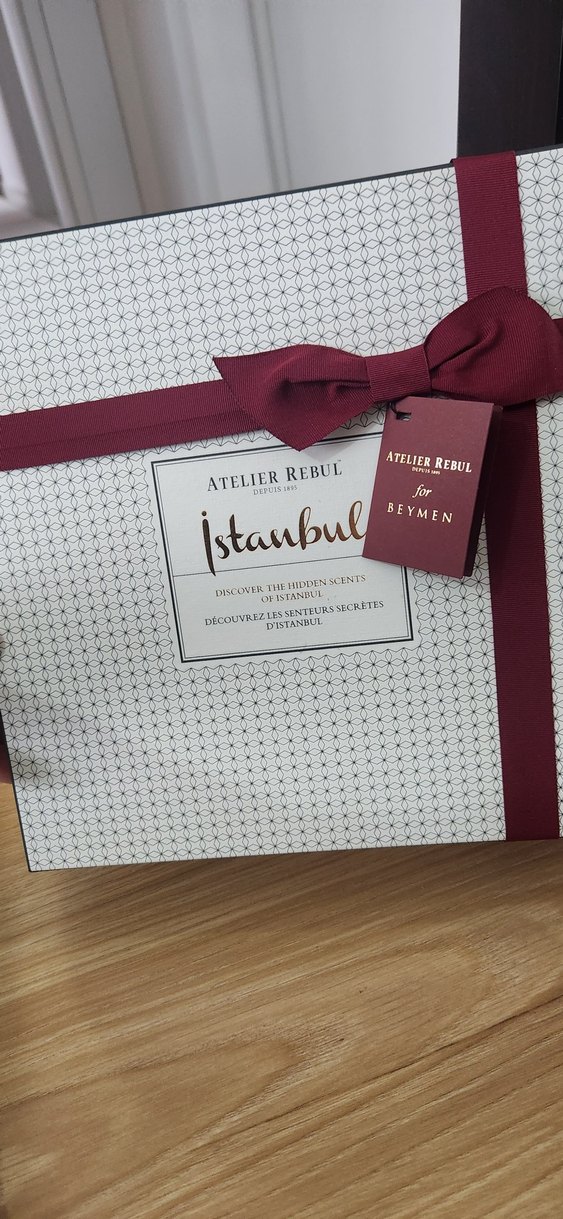 ATELIER REBUL™
DEPUIS 1895
İstanbul
DISCOVER THE HIDDEN SCENTS
OF ISTANBUL
DÉCOUVREZ LES SENTEURS SECRÈTES
D'ISTANBUL
ATELIER REBUL
DEPUIS 1895
for
BEYMEN